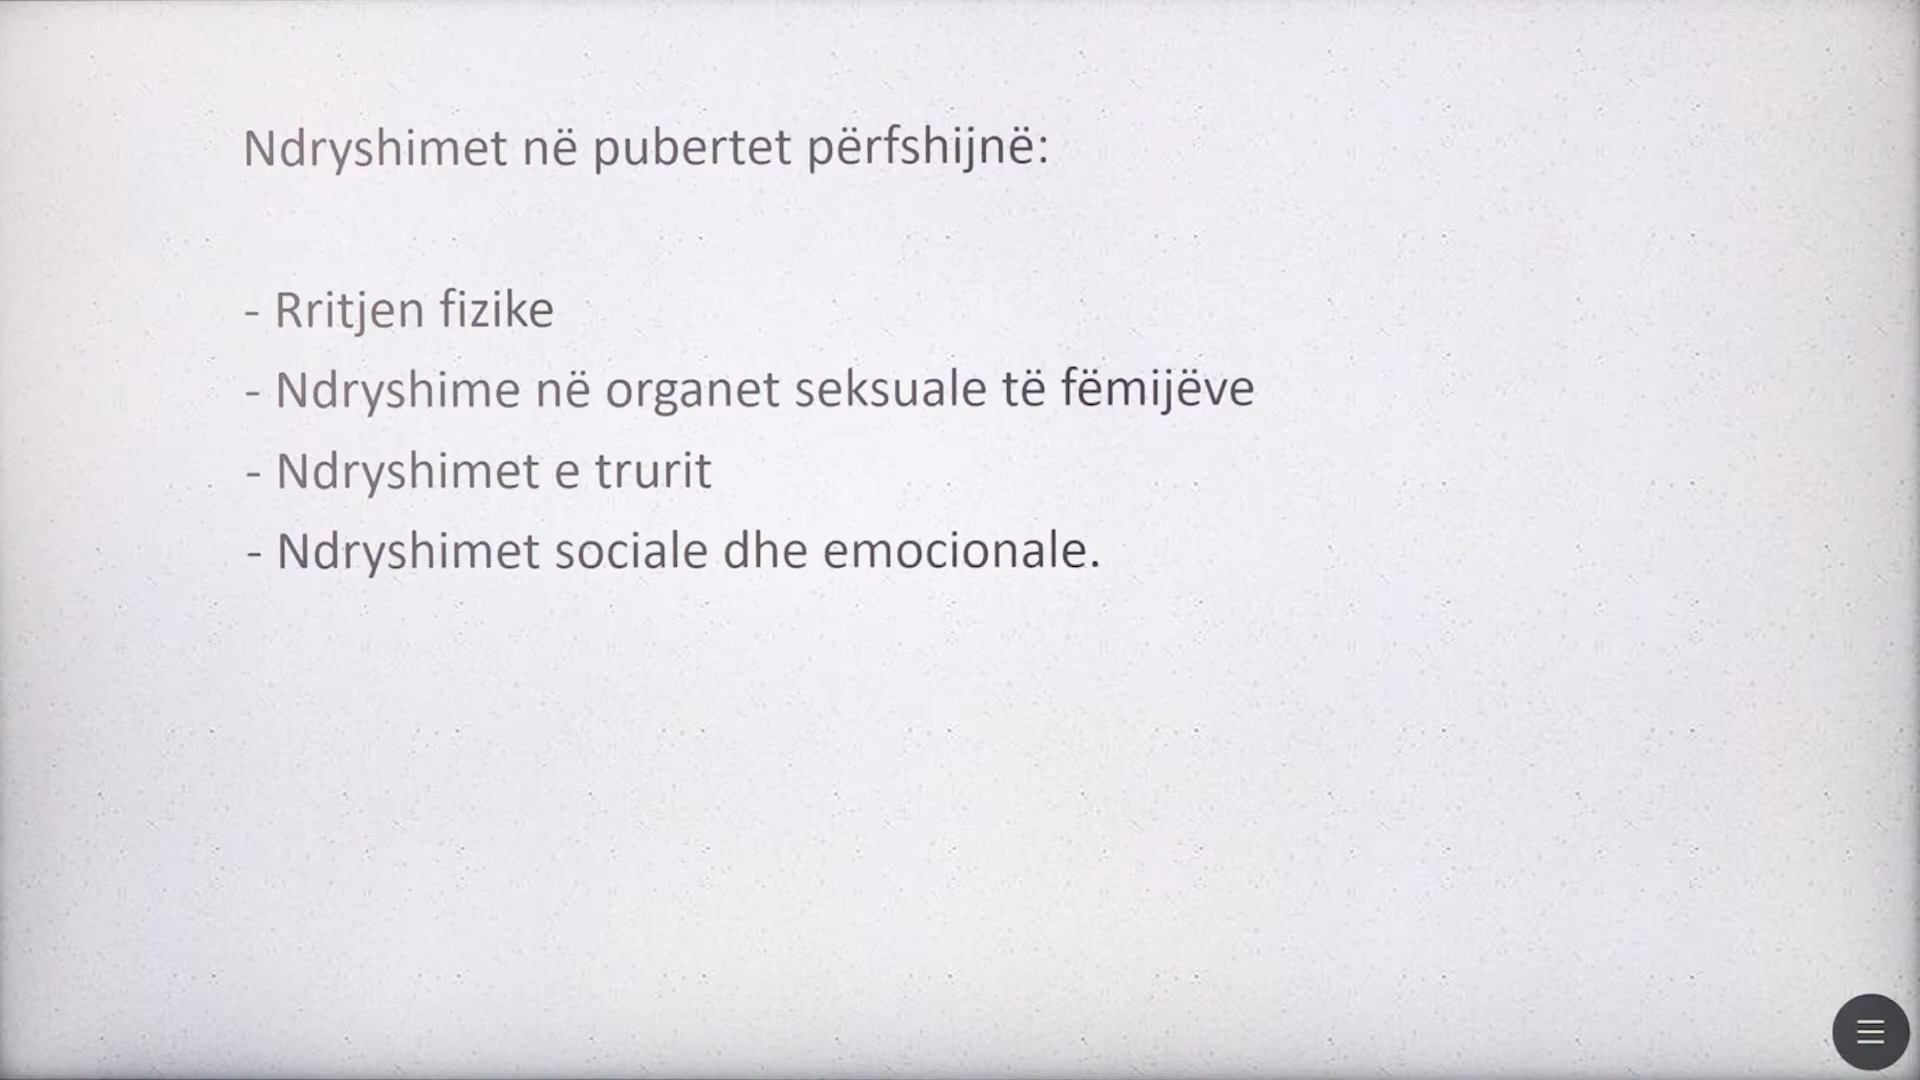 Ndryshimet në pubertet përfshijnë:
- Rritjen fizike
- Ndryshime në organet seksuale të fëmijëve
- Ndryshimet e trurit
- Ndryshimet sociale dhe emocionale.